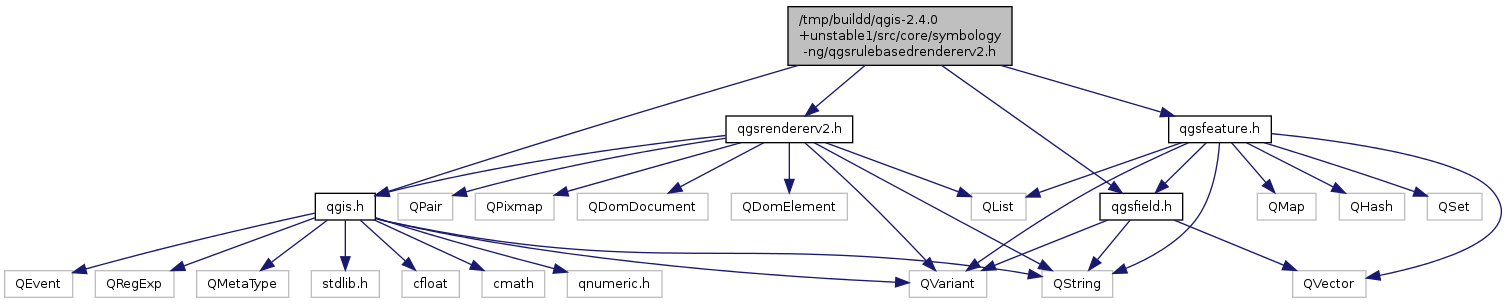 /tmp/buildd/qgis-2.4.0
+unstable1/src/core/symbology
-ng/qgsrulebasedrendererv2.h
qgsrendererv2.h
qgsfeature.h
qgis.h
QPair
QPixmap
QDomDocument
QDomElement
QList
qgsfield.h
QMap
QHash
QSet
QEvent
QRegExp
QMetaType
stdlib.h
cfloat
cmath
qnumeric.h
QVariant
QString
QVector